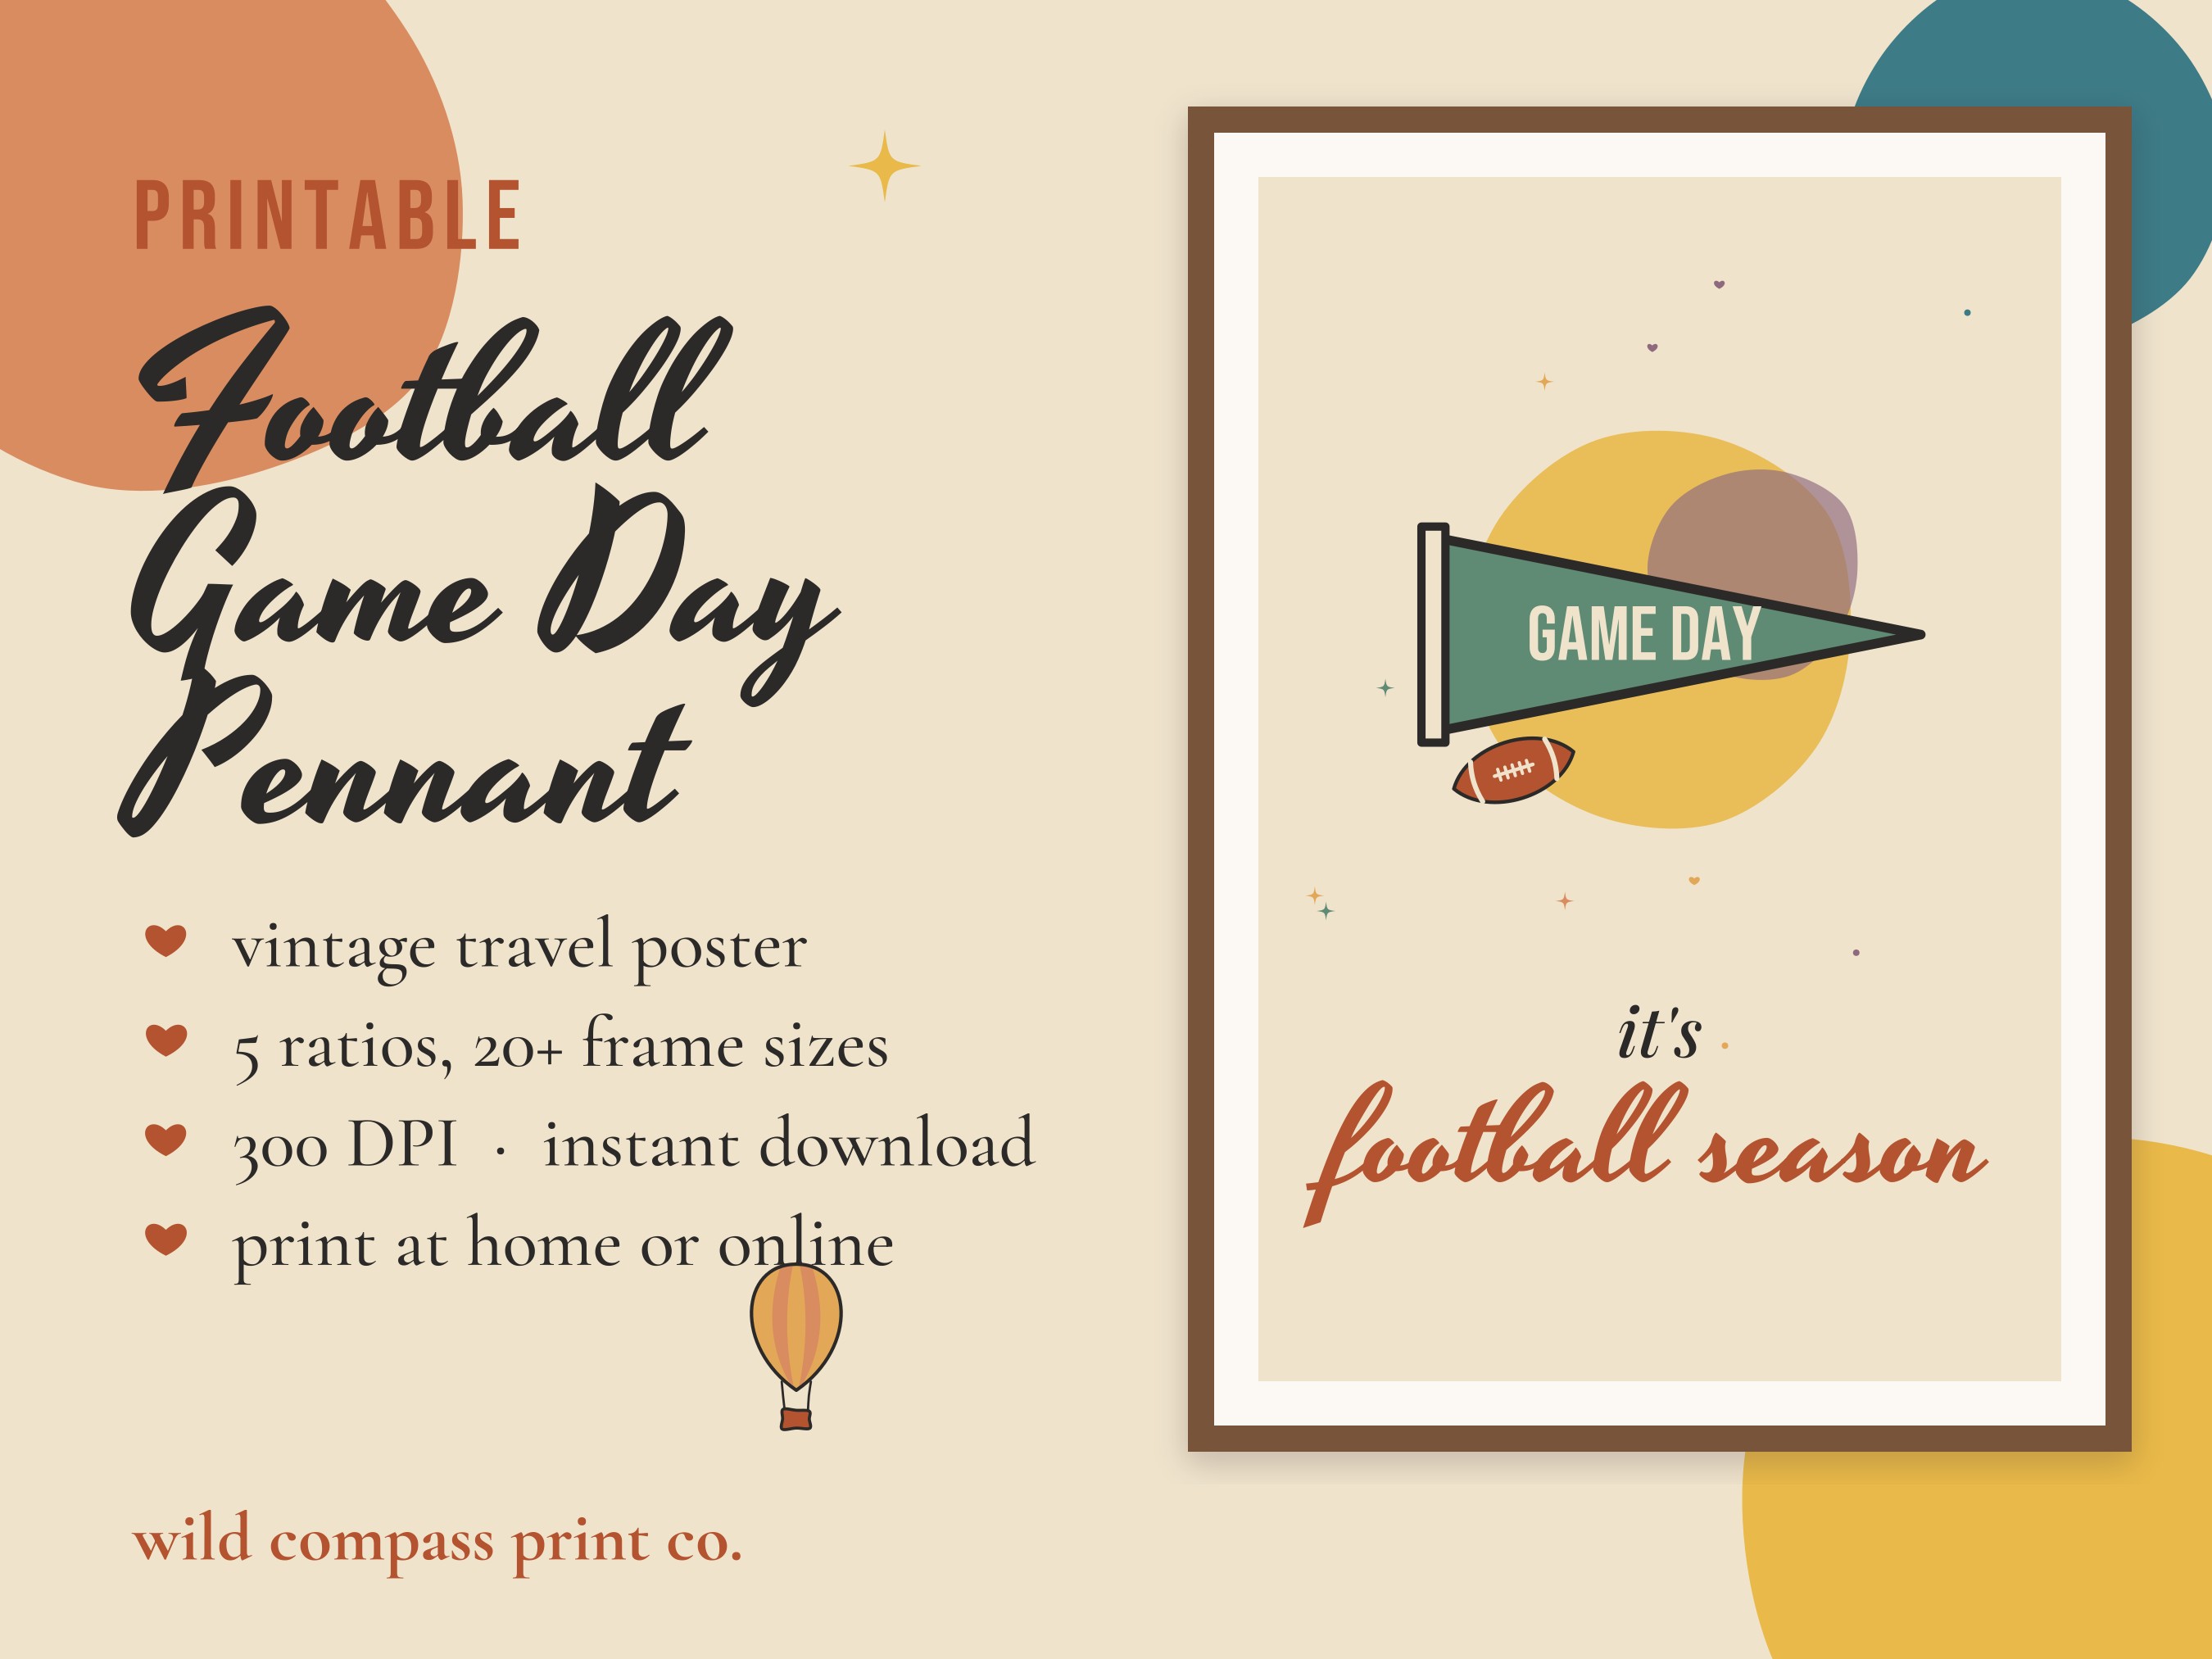 PRINTABLE
Football
Game Day
Pennant
vintage travel poster
5 ratios, 20+ frame sizes
300 DPI · instant download
print at home or online
wild compass print co.
GAME DAY
it's
football season